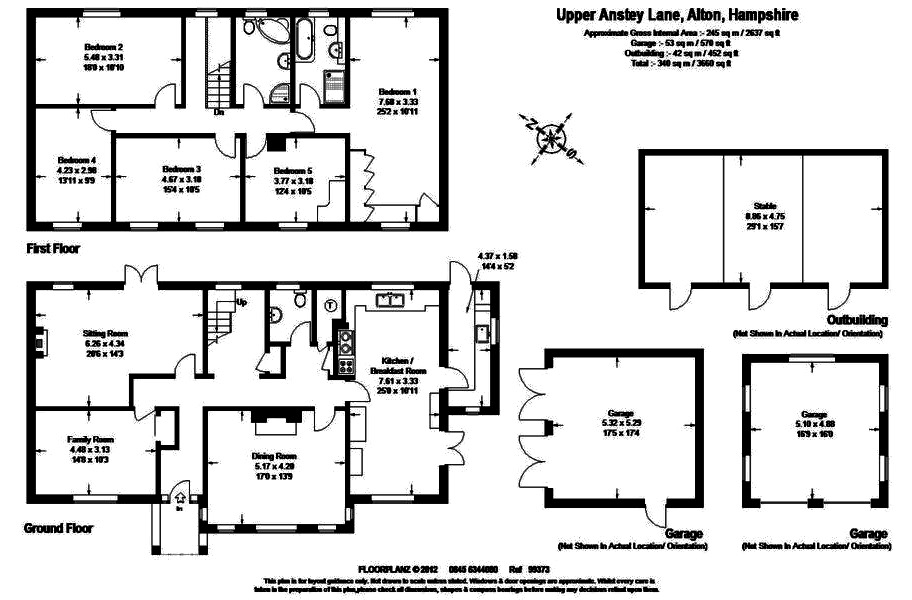 Upper Anstey Lane, Alton, Hampshire
Approximate Gross Internal Area :- 245 sq m / 2637 sq ft
Garage :- 53 sq m / 570 sq ft
Outbuilding :- 42 sq m / 452 sq ft
Total :- 340 sq m / 3660 sq ft
Bedroom 2
5.48 x 3.31
18'0 x 10'10
Dn
Bedroom 1
7.68 x 3.33
25'2 x 10'11
Bedroom 4
4.23 x 2.98
13'11 x 9'9
Bedroom 3
4.67 x 3.18
15'4 x 10'5
Bedroom 5
3.77 x 3.18
12'4 x 10'5
First Floor
N
S
Stable
8.86 x 4.75
29'1 x 15'7
Outbuilding
(Not Shown In Actual Location/ Orientation)
4.37 x 1.58
14'4 x 5'2
Up
T
Sitting Room
6.26 x 4.34
20'6 x 14'3
Kitchen /
Breakfast Room
7.61 x 3.33
25'0 x 10'11
Family Room
4.48 x 3.13
14'8 x 10'3
Dining Room
5.17 x 4.20
17'0 x 13'9
In
Ground Floor
Garage
5.32 x 5.29
17'5 x 17'4
Garage
(Not Shown In Actual Location/ Orientation)
Garage
5.10 x 4.88
16'9 x 16'0
Garage
(Not Shown In Actual Location/ Orientation)
FLOORPLANZ © 2012 0845 6344080 Ref 99373
This plan is for layout guidance only. Not drawn to scale unless stated. Windows & door openings are approximate. Whilst every care is
taken in the preparation of this plan, please check all dimensions, shapes & compass bearings before making any decisions reliant upon them.